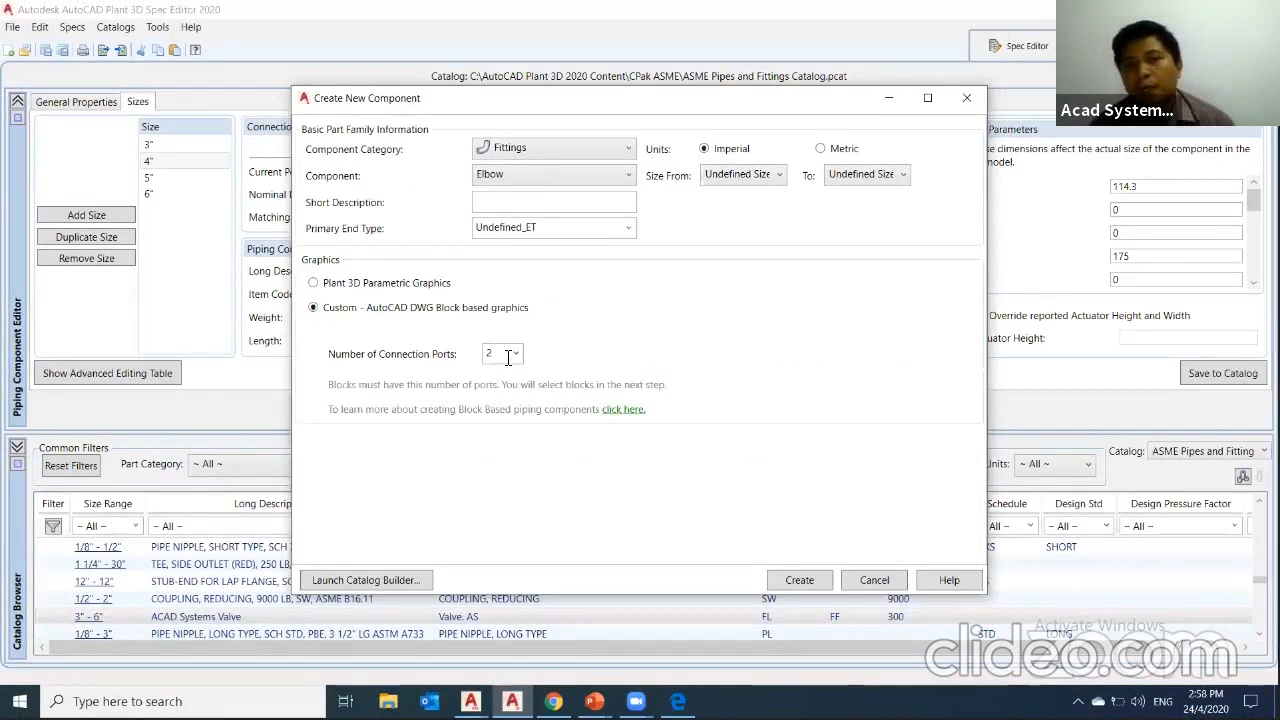 Autodesk AutoCAD Plant 3D Spec Editor 2020
File Edit Specs Catalogs Tools Help
Spec Editor
Acad System...
Catalog: C:\AutoCAD Plant 3D 2020 Content\CPak ASME\ASME Pipes and Fittings Catalog.pcat
General Properties Sizes
Create New Component
Size
3"
4"
5"
6"
Add Size
Duplicate Size
Remove Size
Connection
Current P
Nominal D
Matching
Piping Co
Long Des
Item Code
Weight:
Length:
Show Advanced Editing Table
Piping Component Editor
Basic Part Family Information
Component Category: Fittings Units: Imperial Metric
Component: Elbow Size From: Undefined Size To: Undefined Size
Short Description:
Primary End Type: Undefined_ET
Graphics
Plant 3D Parametric Graphics
Custom - AutoCAD DWG Block based graphics
Number of Connection Ports: 2
Blocks must have this number of ports. You will select blocks in the next step.
To learn more about creating Block Based piping components click here.
Launch Catalog Builder... Create Cancel Help
Parameters
se dimensions affect the actual size of the component in the
model.
114.3
0
0
175
0
Override reported Actuator Height and Width
uator Height:
Save to Catalog
Common Filters
Reset Filters Part Category: ~ All ~ Units: ~ All ~ Catalog: ASME Pipes and Fitting
Filter Size Range Long Descrip Schedule Design Std Design Pressure Factor
~ All ~ ~ All ~ All ~ ~ All ~ ~ All ~
1/8" - 1/2" PIPE NIPPLE, SHORT TYPE, SCH KS SHORT
1 1/4" - 30" TEE, SIDE OUTLET (RED), 250 LB,
12" - 12" STUB-END FOR LAP FLANGE, SC
1/2" - 2" COUPLING, REDUCING, 9000 LB, SW, ASME B16.11 COUPLING, REDUCING SW 9000
3" - 6" ACAD Systems Valve Valve. AS FL FF 300
1/8" - 3" PIPE NIPPLE, LONG TYPE, SCH STD, PBE, 3 1/2" LG ASTM A733 PIPE NIPPLE, LONG TYPE PL STD LONG
Catalog Browser
Activate Windows
clideo.com
Type here to search
ENG
2:58 PM
24/4/2020